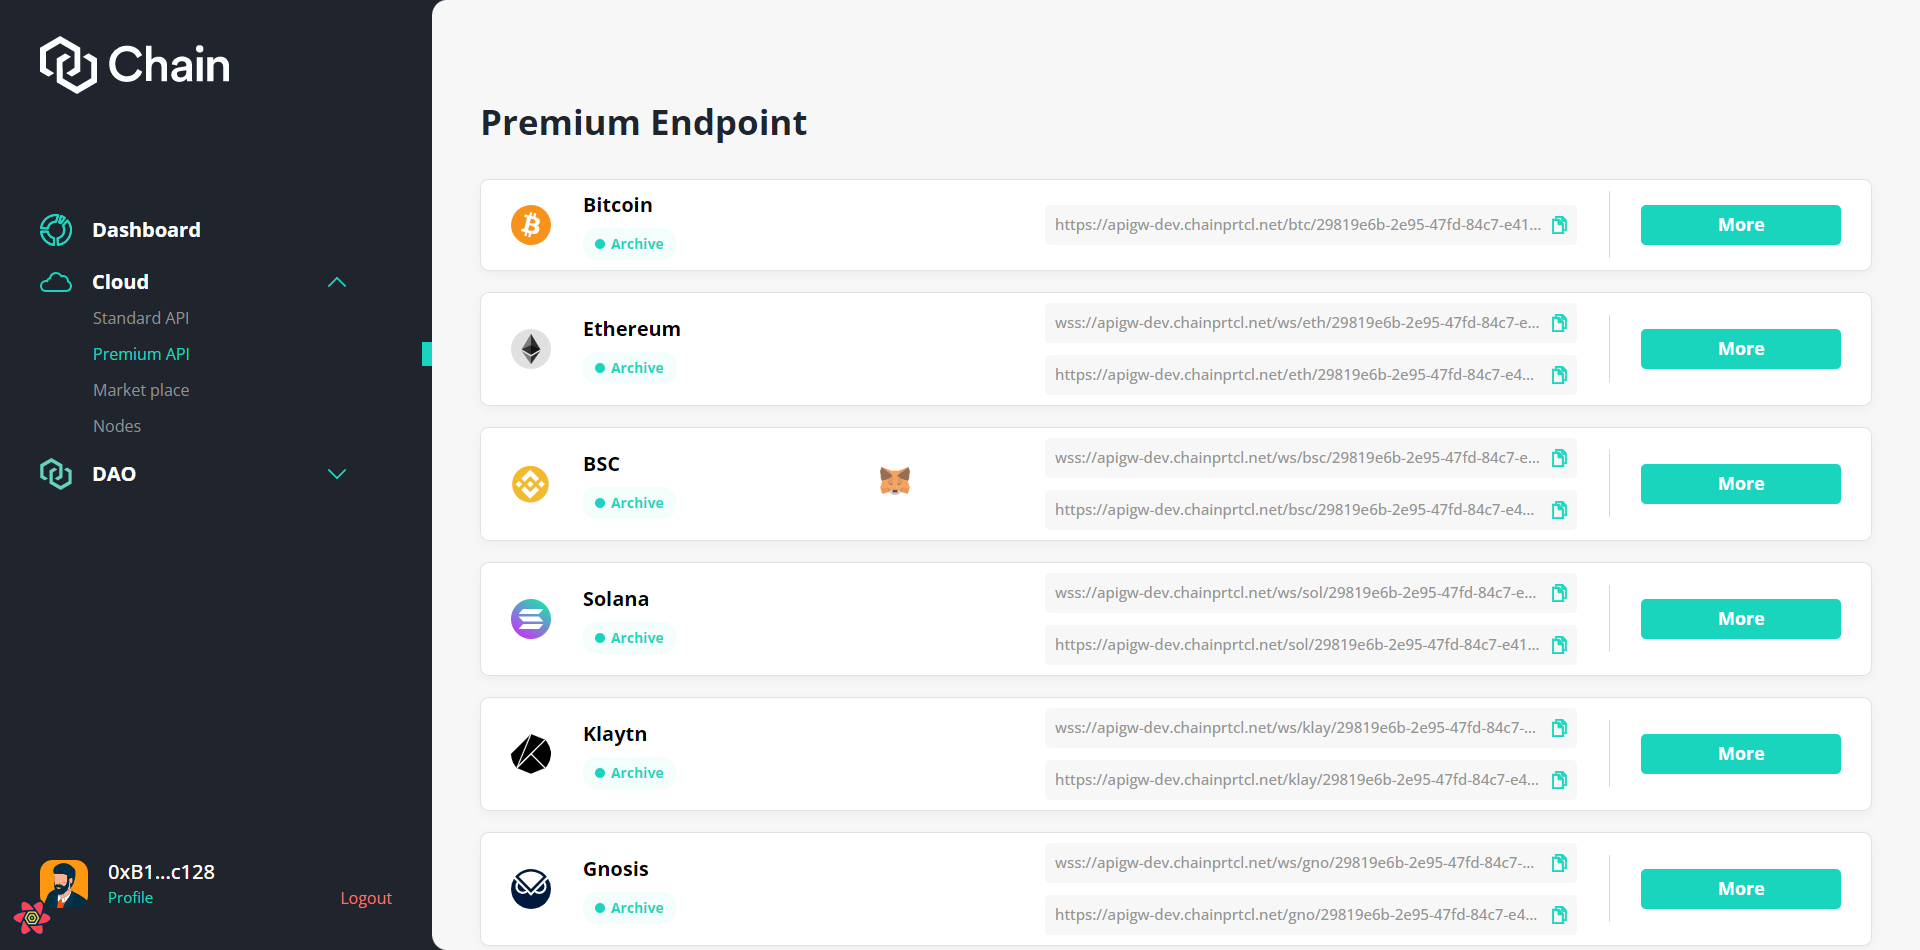 Chain
Dashboard
Cloud
Standard API
Premium API
Market place
Nodes
DAO
0xB1...c128
Profile
Logout
Premium Endpoint
Bitcoin
Archive
https://apigw-dev.chainprtcl.net/btc/29819e6b-2e95-47fd-84c7-e41...
More
Ethereum
Archive
wss://apigw-dev.chainprtcl.net/ws/eth/29819e6b-2e95-47fd-84c7-e...
https://apigw-dev.chainprtcl.net/eth/29819e6b-2e95-47fd-84c7-e4...
More
BSC
Archive
wss://apigw-dev.chainprtcl.net/ws/bsc/29819e6b-2e95-47fd-84c7-e...
https://apigw-dev.chainprtcl.net/bsc/29819e6b-2e95-47fd-84c7-e4...
More
Solana
Archive
wss://apigw-dev.chainprtcl.net/ws/sol/29819e6b-2e95-47fd-84c7-e...
https://apigw-dev.chainprtcl.net/sol/29819e6b-2e95-47fd-84c7-e41...
More
Klaytn
Archive
wss://apigw-dev.chainprtcl.net/ws/klay/29819e6b-2e95-47fd-84c7-...
https://apigw-dev.chainprtcl.net/klay/29819e6b-2e95-47fd-84c7-e4...
More
Gnosis
Archive
wss://apigw-dev.chainprtcl.net/ws/gno/29819e6b-2e95-47fd-84c7-...
https://apigw-dev.chainprtcl.net/gno/29819e6b-2e95-47fd-84c7-e4...
More